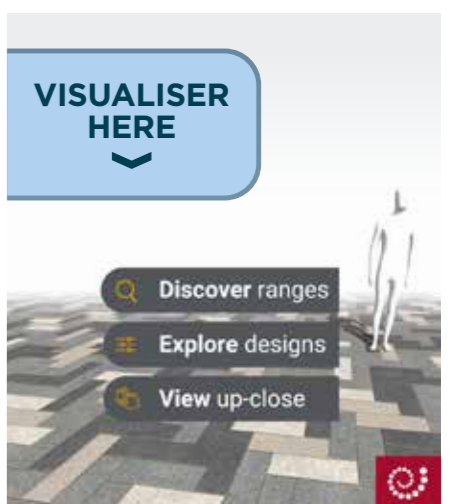 VISUALISER
HERE
Discover ranges
Explore designs
View up-close